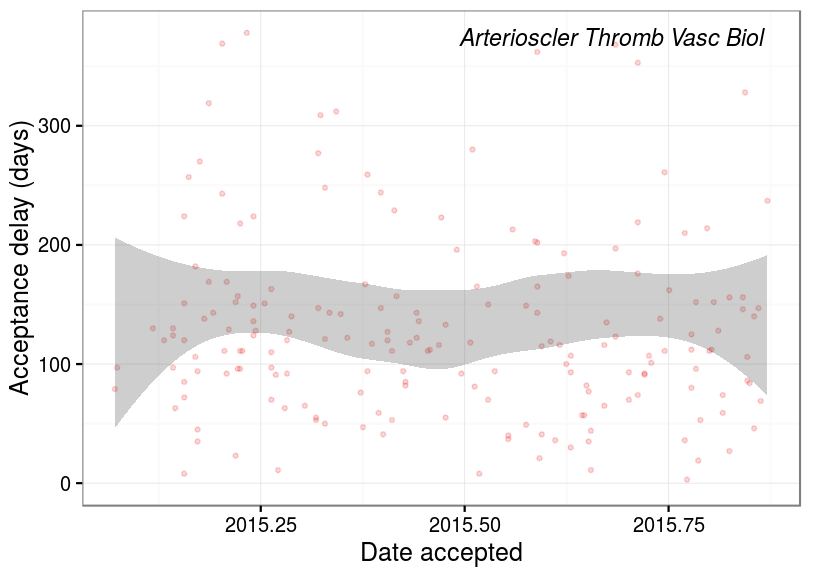 Arterioscler Thromb Vasc Biol
Acceptance delay (days)
300
200
100
0
2015.25 2015.50 2015.75
Date accepted